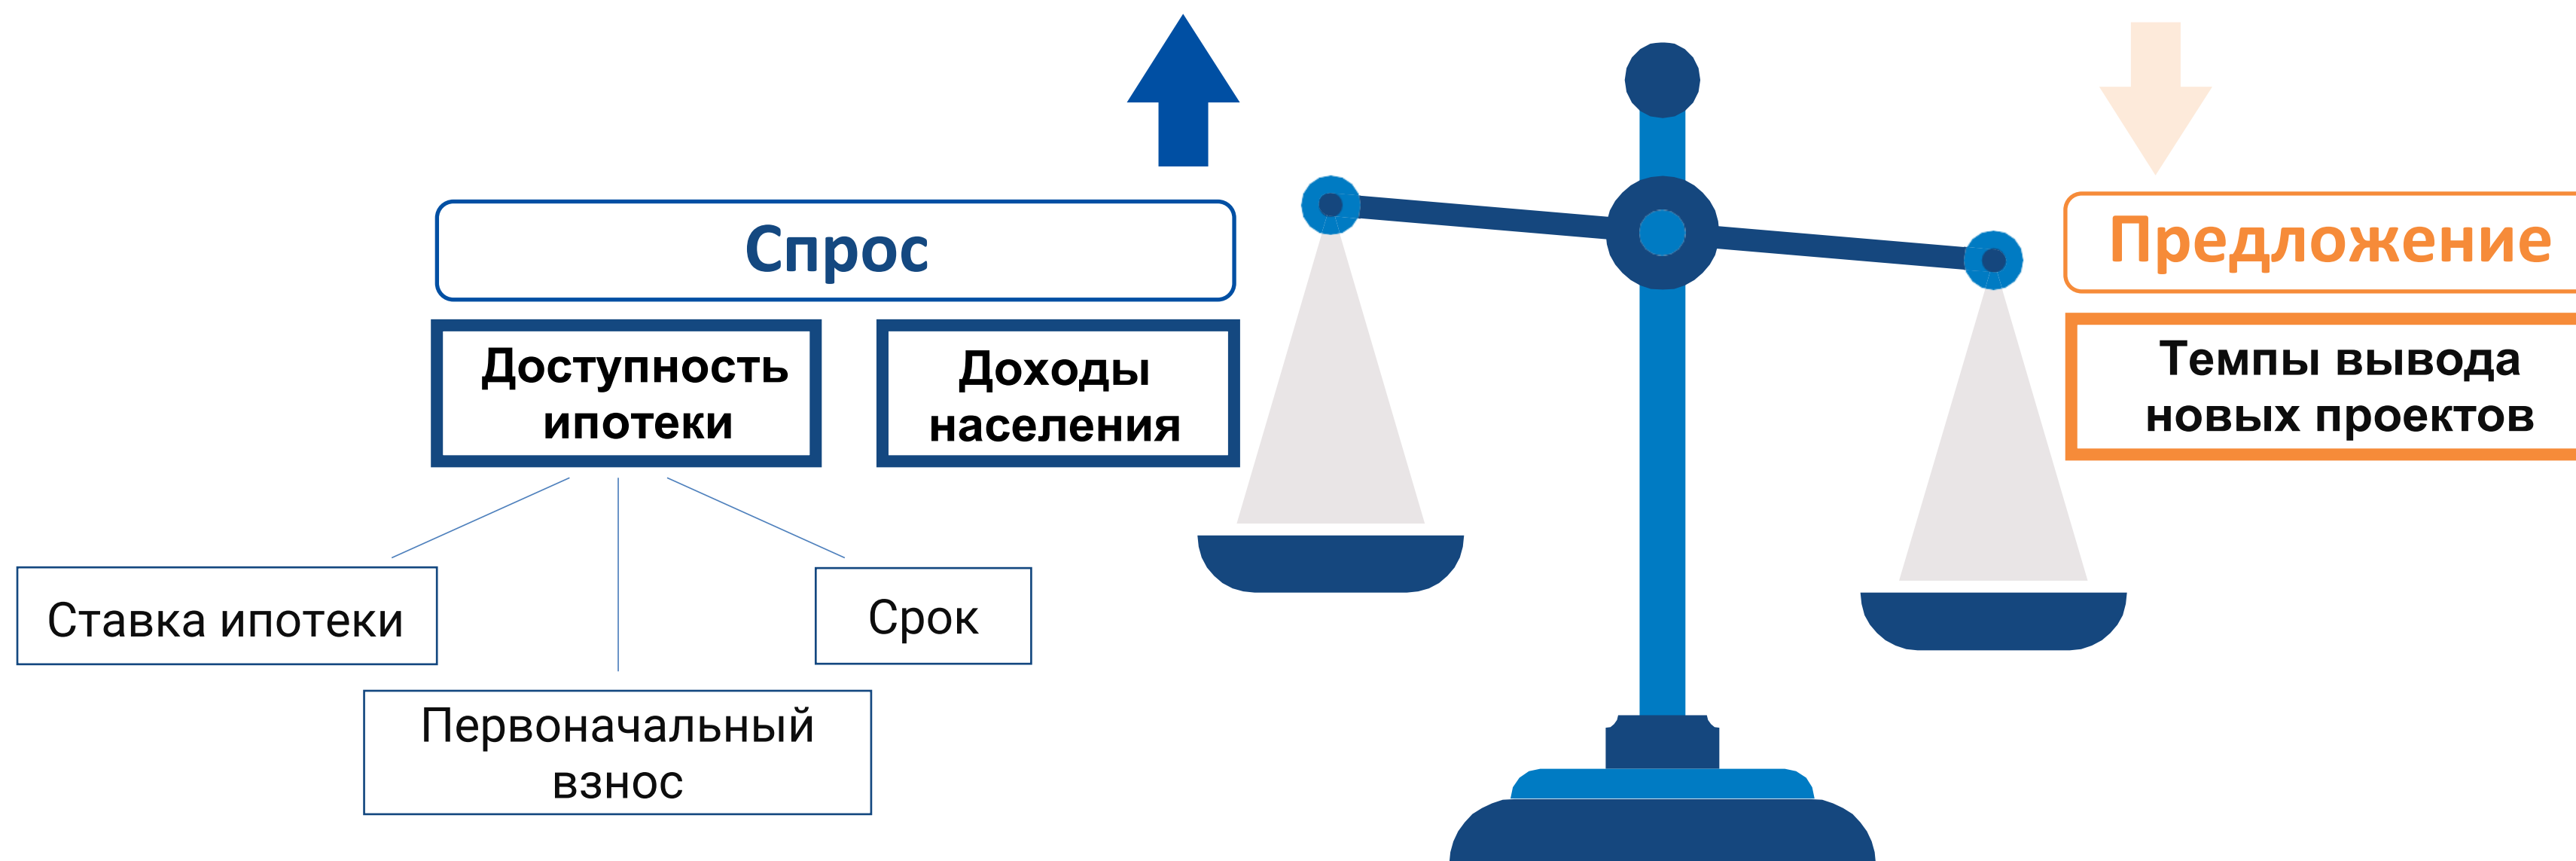 Спрос
Доступность
ипотеки
Доходы
населения
Ставка ипотеки
Срок
Первоначальный
взнос
Предложение
Темпы вывода
новых проектов